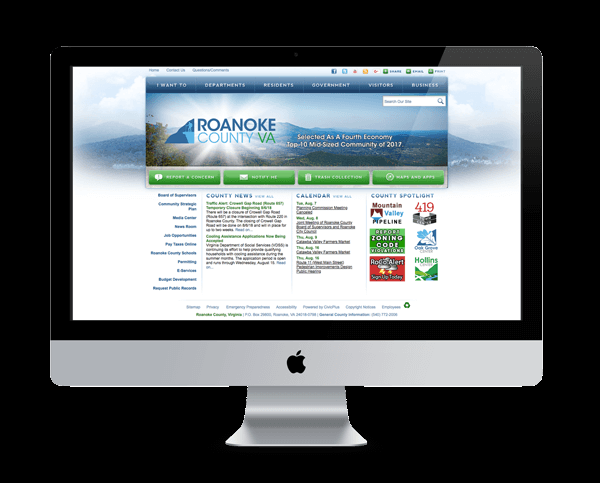 Home Contact Us Questions/Comments SHARE EMAIL PRINT
I WANT TO DEPARTMENTS RESIDENTS GOVERNMENT VISITORS BUSINESS
Search Our Site
ROANOKE
COUNTY VA
Selected As A Fourth Economy
Top 10 Mid-Sized Community of 2017
REPORT A CONCERN NOTIFY ME TRASH COLLECTION MAPS AND APPS
Board of Supervisors
Community Strategic
Plan
Media Center
News Room
Job Opportunities
Pay Taxes Online
Roanoke County Schools
Permitting
E-Services
Budget Development
Request Public Records
COUNTY NEWS VIEW ALL
Traffic Alert: Crowell Gap Road (Route 657)
Temporary Closure Beginning 8/6/18
There will be a closure of Crowell Gap
Road (Route 657) at the intersection with Route 220 in
Roanoke County. The closing of Crowell Gap
Road will be done on 8/6/18 and will in place for
up to two weeks. Read on...
Cooling Assistance Applications Now Being
Accepted
Virginia Department of Social Services (VDSS) is
continuing its effort to help provide qualifying
households with cooling assistance during the
summer months. The application period is open
and runs through Wednesday, August 15. Read
on...
CALENDAR VIEW ALL
Tue, Aug. 7
Planning Commission Meeting
Canceled
Wed, Aug. 8
Joint Meeting of Roanoke County
Board of Supervisors and Roanoke
City Council
Thu, Aug. 9
Catawba Valley Farmers Market
Thu, Aug. 16
Catawba Valley Farmers Market
Thu, Aug. 16
Route 11 (West Main Street)
Pedestrian Improvements Design
Public Hearing
COUNTY SPOTLIGHT
Mountain
Valley
PIPELINE
419
REPORT
ZONING
CODE
VIOLATIONS
Oak Grove
RoCo Alert
Sign Up Today
Hollins
Sitemap Privacy Emergency Preparedness Accessibility Powered by CivicPlus Copyright Notices Employees
Roanoke County, Virginia | P.O. Box 29800, Roanoke, VA 24018-0798 | General County Information: (540) 772-2006